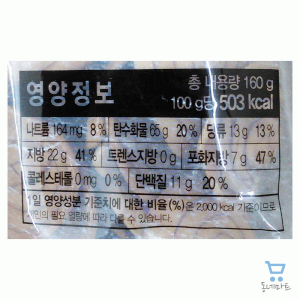 영양정보
총 내용량 160 g
100 g당 503 kcal
나트륨 164 mg 8% 탄수화물 65 g 20% 당류 13 g 13%
지방 22 g 41% 트랜스지방 0 g 포화지방 7 g 47%
콜레스테롤 0 mg 0% 단백질 11 g 20%
1일 영양성분 기준치에 대한 비율(%)은 2,000 kcal 기준이므로
개인의 필요 열량에 따라 다를 수 있습니다.
동네마트